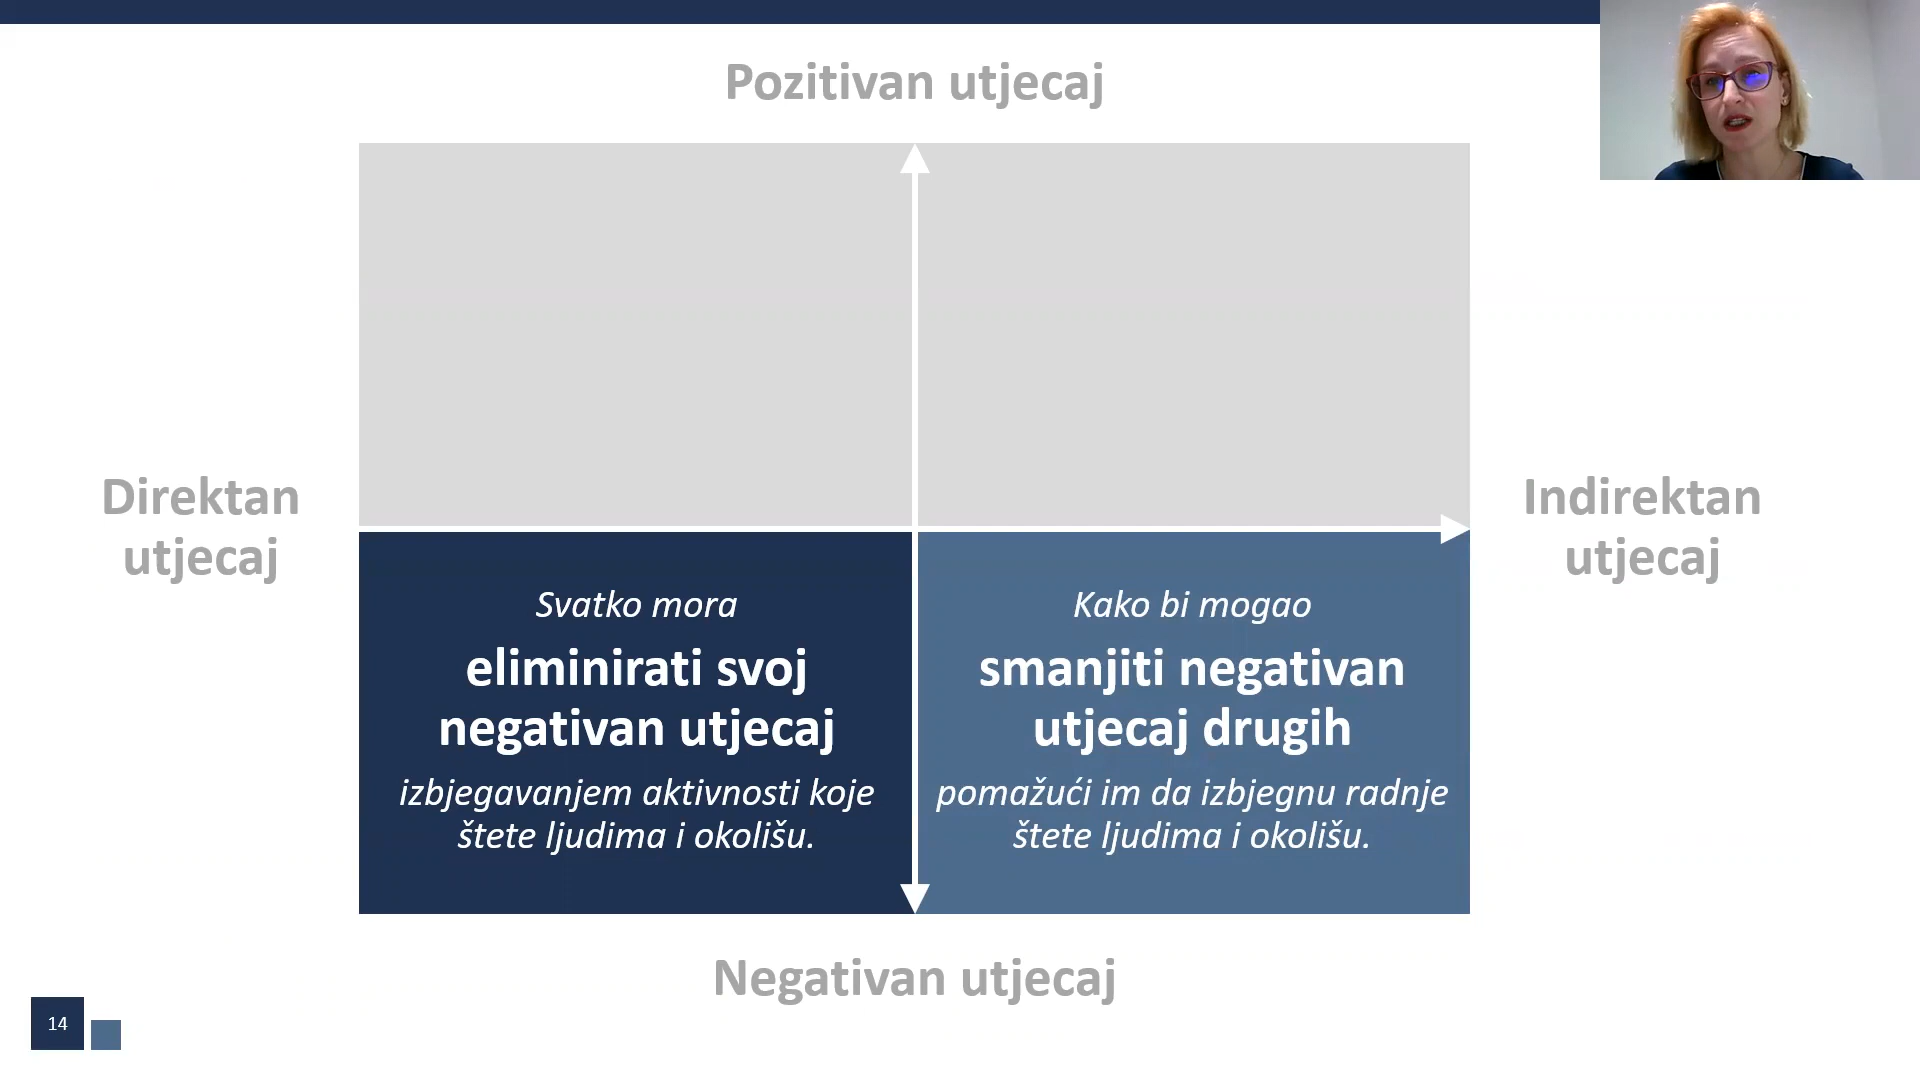 Pozitivan utjecaj
Direktan
utjecaj
Indirektan
utjecaj
Svatko mora
eliminirati svoj
negativan utjecaj
izbjegavanjem aktivnosti koje
štete ljudima i okolišu.
Kako bi mogao
smanjiti negativan
utjecaj drugih
pomažući im da izbjegnu radnje
štete ljudima i okolišu.
Negativan utjecaj
14